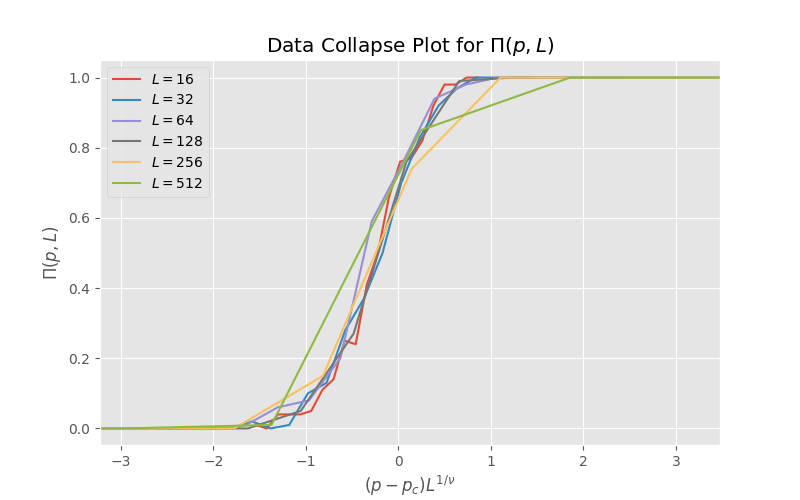 Data Collapse Plot for Π(p, L)
L = 16
L = 32
L = 64
L = 128
L = 256
L = 512
1.0
0.8
0.6
0.4
0.2
0.0
Π(p, L)
−3 −2 −1 0 1 2 3
(p − p_c)L^{1/ν}